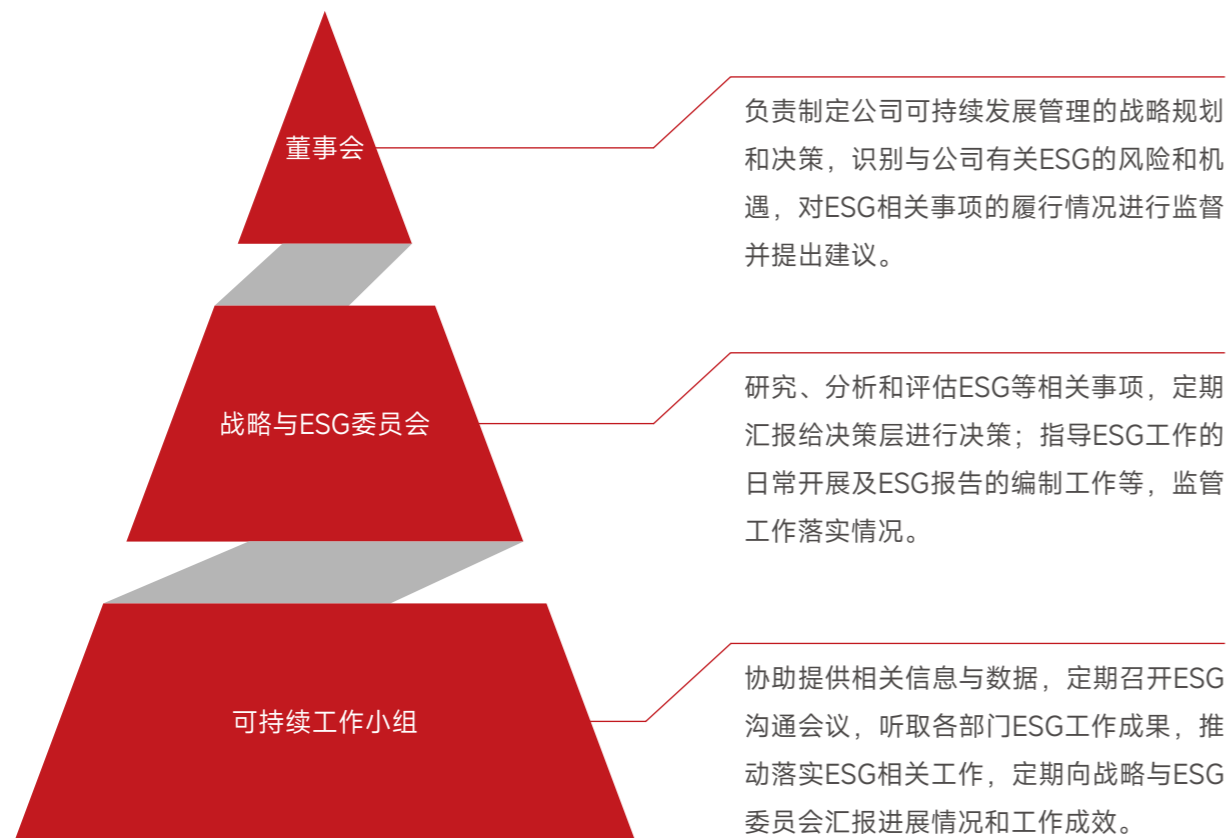 董事会
负责制定公司可持续发展管理的战略规划
和决策，识别与公司有关ESG的风险和机
遇，对ESG相关事项的履行情况进行监督
并提出建议。
战略与ESG委员会
研究、分析和评估ESG等相关事项，定期
汇报给决策层进行决策；指导ESG工作的
日常开展及ESG报告的编制工作等，监管
工作落实情况。
可持续工作小组
协助提供相关信息与数据，定期召开ESG
沟通会议，听取各部门ESG工作成果，推
动落实ESG相关工作，定期向战略与ESG
委员会汇报进展情况和工作成效。